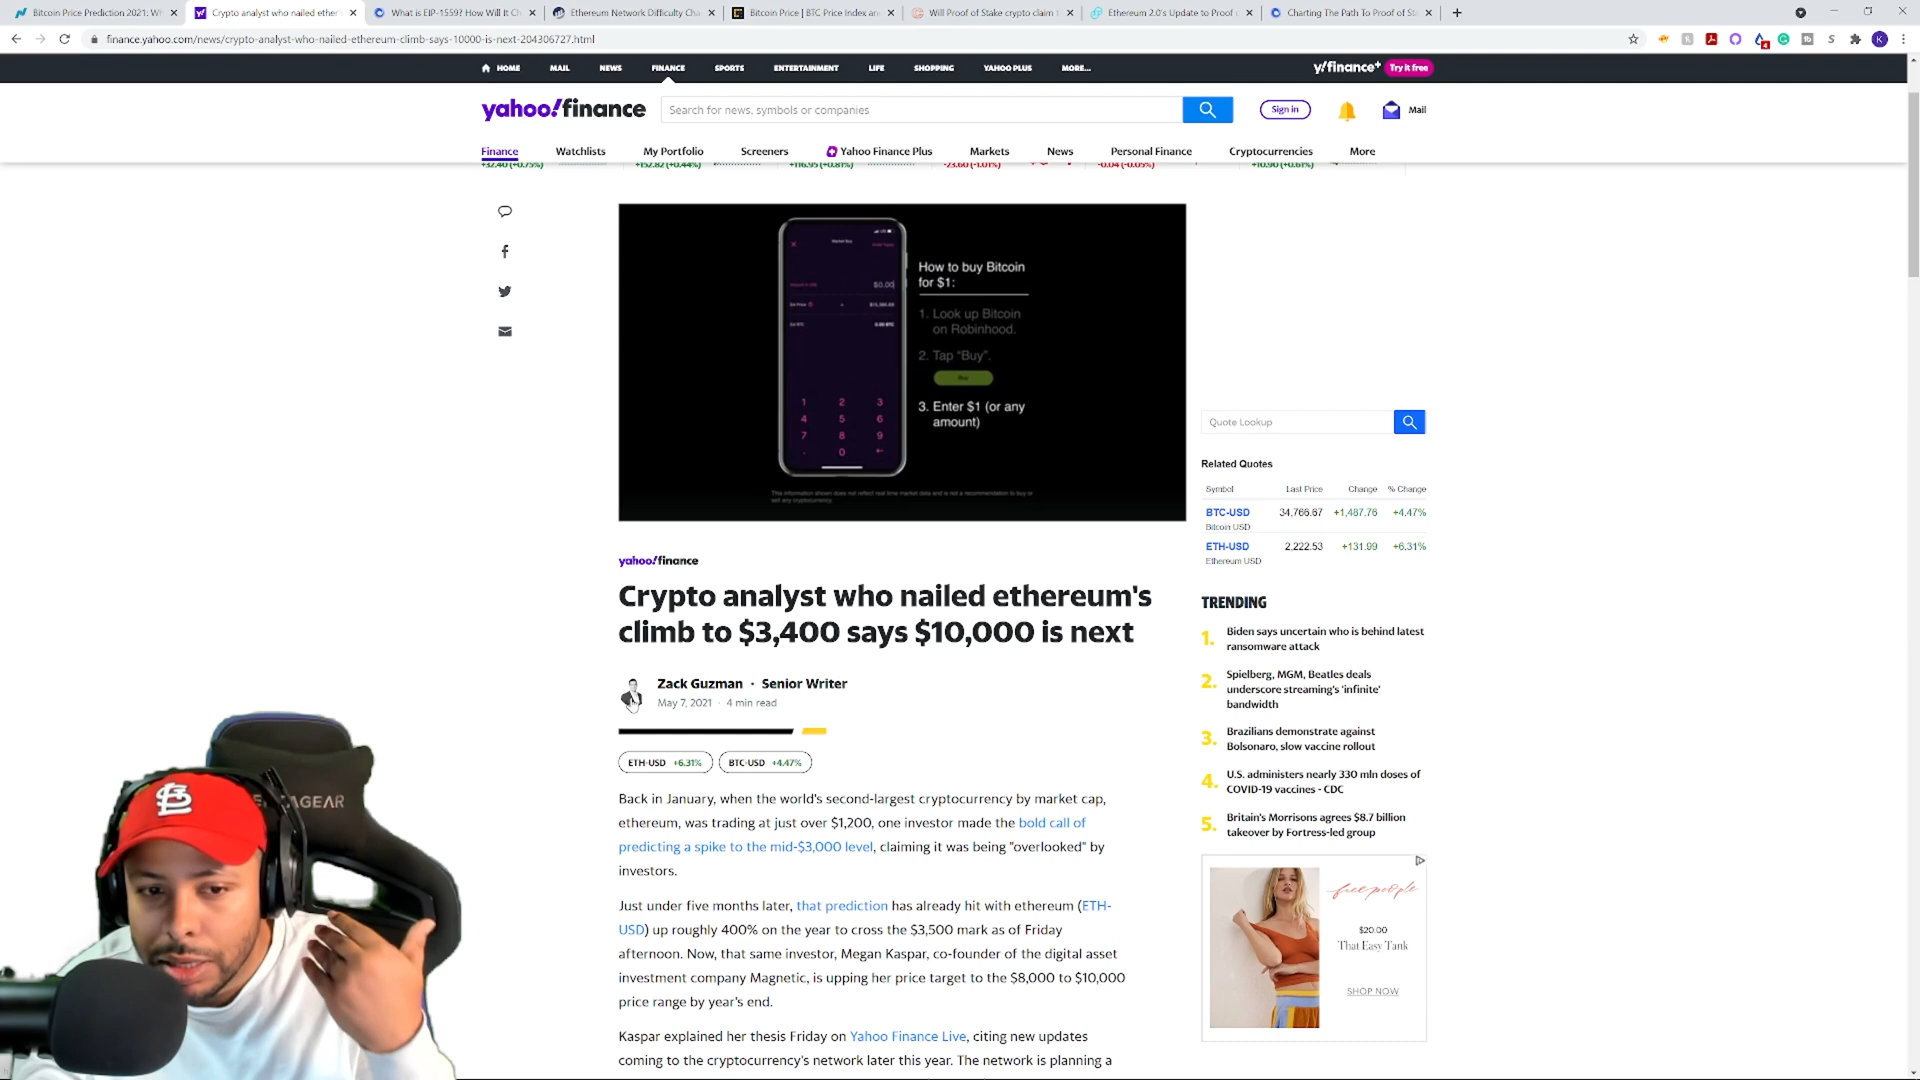 Bitcoin Price Prediction 2021: Wh
Crypto analyst who nailed ether
What is EIP-1559? How Will It Ch
Ethereum Network Difficulty Cha
Bitcoin Price | BTC Price Index an
Will Proof of Stake crypto claim t
Ethereum 2.0's Update to Proof o
Charting The Path To Proof of St
finance.yahoo.com/news/crypto-analyst-who-nailed-ethereum-climb-says-10000-is-next-204306727.html
HOME MAIL NEWS FINANCE SPORTS ENTERTAINMENT LIFE SHOPPING YAHOO PLUS MORE...
y!finance+ Try it free
yahoo!finance
Search for news, symbols or companies
Sign in
Mail
Finance Watchlists My Portfolio Screeners Yahoo Finance Plus Markets News Personal Finance Cryptocurrencies More
+32.40 (+0.75%) +152.82 (+0.44%) +116.95 (+0.81%) -23.60 (-1.01%) -0.04 (-0.05%) +10.90 (+0.61%)
Market Buy
$0.00
How to buy Bitcoin
for $1:
1. Look up Bitcoin
on Robinhood.
2. Tap “Buy”.
Buy
3. Enter $1 (or any
amount)
1 2 3
4 5 6
7 8 9
. 0
This information shown does not reflect real time market data and is not a recommendation to buy or
sell any cryptocurrency.
Quote Lookup
Related Quotes
Symbol Last Price Change % Change
BTC-USD 34,766.67 +1,487.76 +4.47%
Bitcoin USD
ETH-USD 2,222.53 +131.99 +6.31%
Ethereum USD
yahoo!finance
Crypto analyst who nailed ethereum's
climb to $3,400 says $10,000 is next
Zack Guzman · Senior Writer
May 7, 2021 · 4 min read
ETH-USD +6.31% BTC-USD +4.47%
Back in January, when the world's second-largest cryptocurrency by market cap,
ethereum, was trading at just over $1,200, one investor made the bold call of
predicting a spike to the mid-$3,000 level, claiming it was being "overlooked" by
investors.
Just under five months later, that prediction has already hit with ethereum (ETH-
USD) up roughly 400% on the year to cross the $3,500 mark as of Friday
afternoon. Now, that same investor, Megan Kaspar, co-founder of the digital asset
investment company Magnetic, is upping her price target to the $8,000 to $10,000
price range by year's end.
Kaspar explained her thesis Friday on Yahoo Finance Live, citing new updates
coming to the cryptocurrency's network later this year. The network is planning a
TRENDING
1. Biden says uncertain who is behind latest
ransomware attack
2. Spielberg, MGM, Beatles deals
underscore streaming's 'infinite'
bandwidth
3. Brazilians demonstrate against
Bolsonaro, slow vaccine rollout
4. U.S. administers nearly 330 mln doses of
COVID-19 vaccines - CDC
5. Britain's Morrisons agrees $8.7 billion
takeover by Fortress-led group
free people
$20.00
That Easy Tank
SHOP NOW